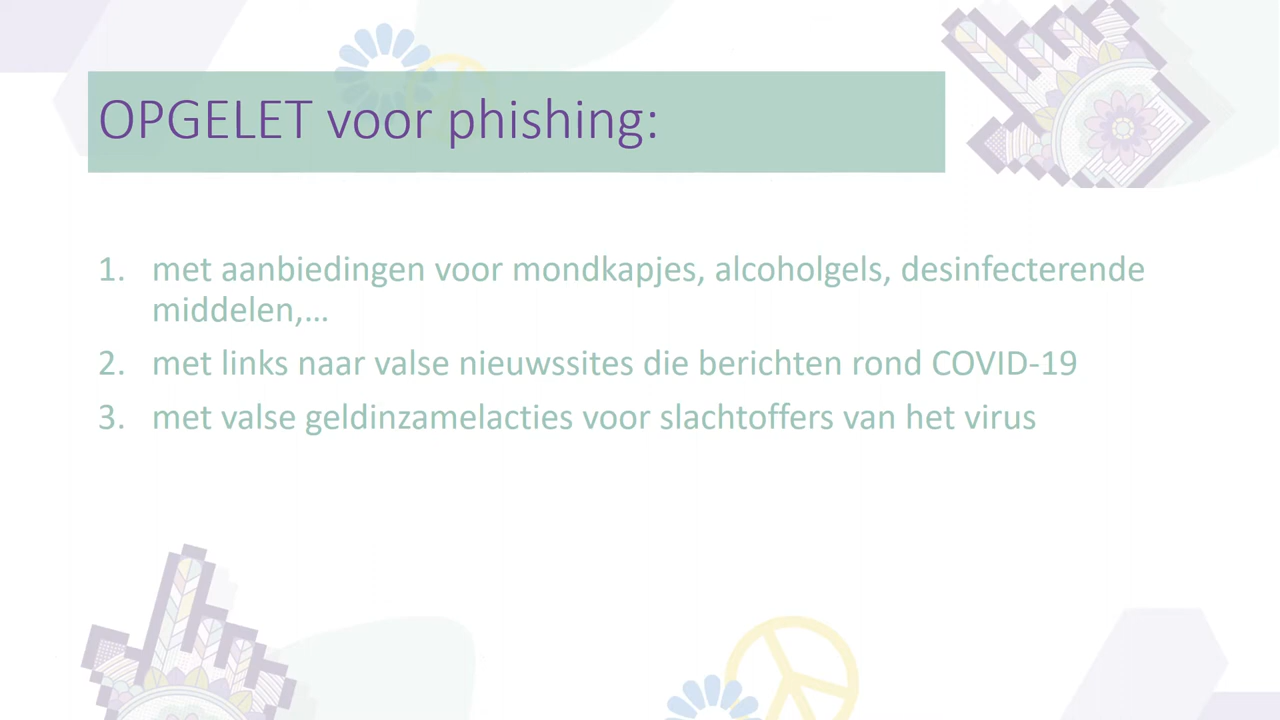 OPGELET voor phishing:
1. met aanbiedingen voor mondkapjes, alcoholgels, desinfecterende
middelen,…
2. met links naar valse nieuwssites die berichten rond COVID-19
3. met valse geldinzamelacties voor slachtoffers van het virus